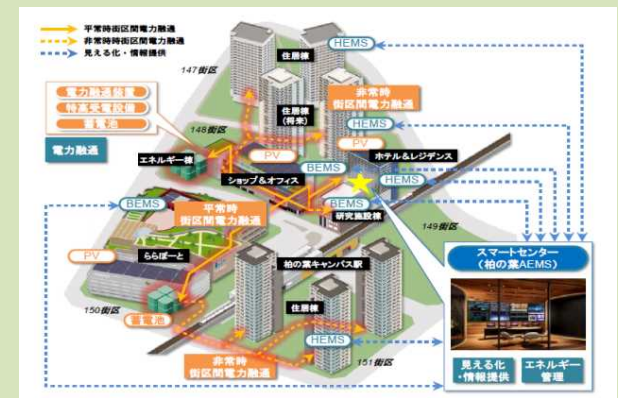 平常時街区間電力融通
非常時街区間電力融通
見える化・情報提供
電力融通装置
特高受電設備
蓄電池
電力融通
147街区
148街区
エネルギー棟
住居棟
HEMS
住居棟
(将来)
非常時
街区間電力融通
HEMS
PV
PV
BEMS
ホテル&レジデンス
HEMS
ショップ&オフィス
BEMS
BEMS
研究施設棟
平常時
街区間電力融通
149街区
PV
ららぽーと
柏の葉キャンパス駅
住居棟
150街区
蓄電池
HEMS
非常時
街区間電力融通
151街区
スマートセンター
(柏の葉AEMS)
見える化
・情報提供
エネルギー
管理